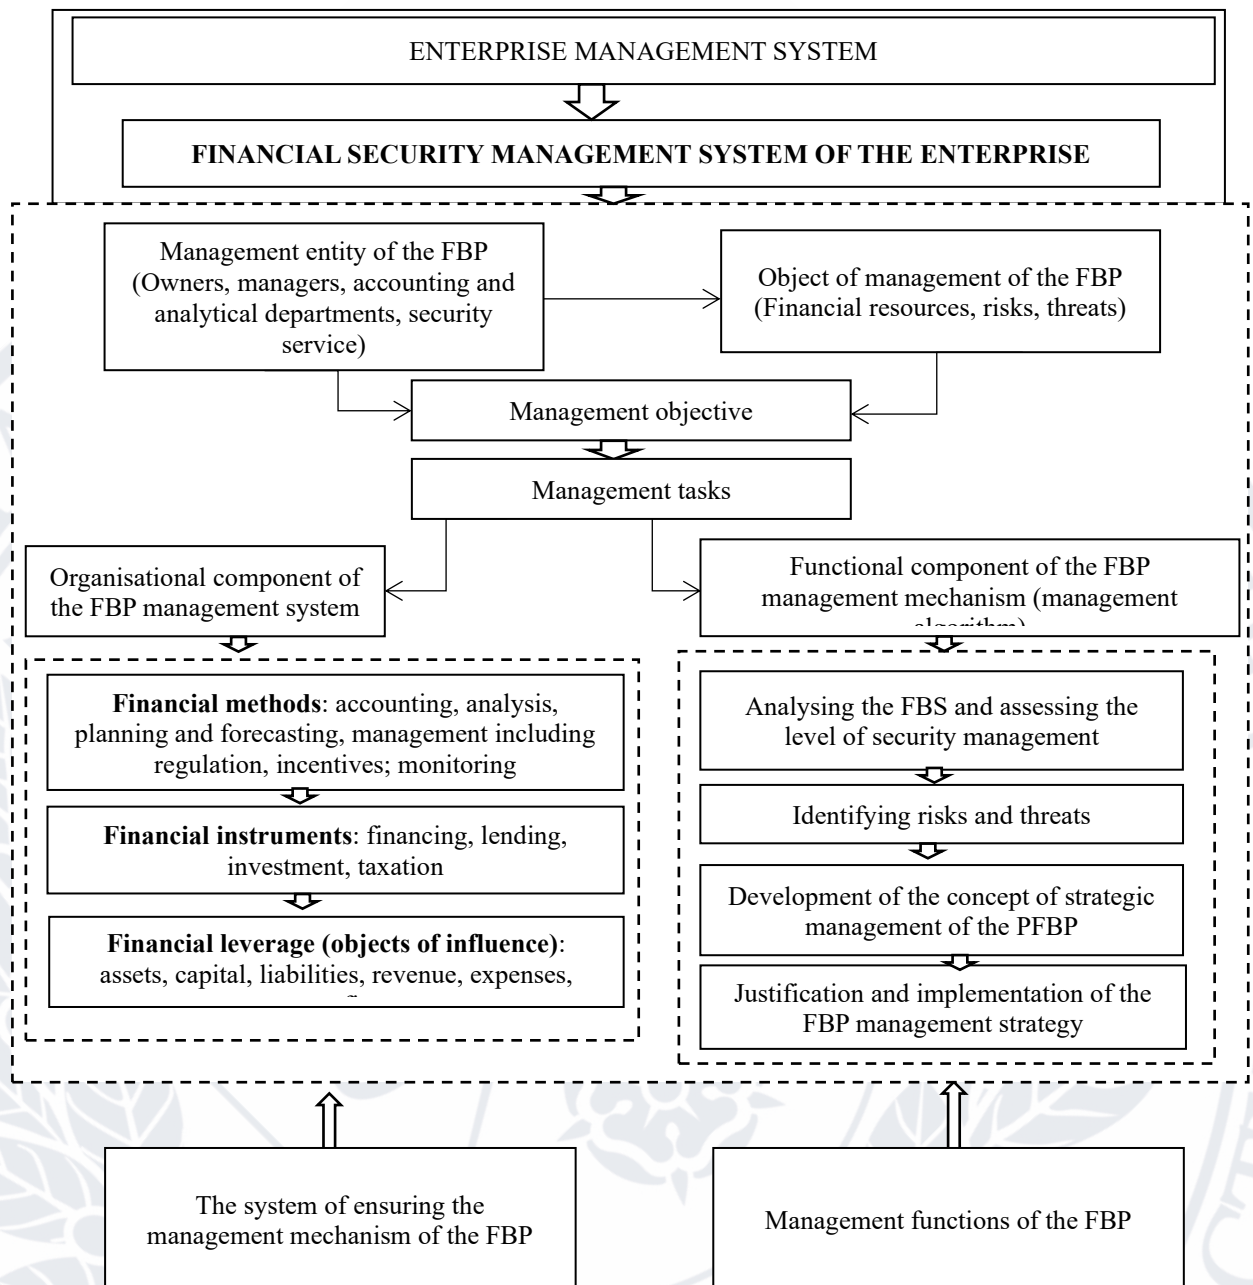 ENTERPRISE MANAGEMENT SYSTEM
FINANCIAL SECURITY MANAGEMENT SYSTEM OF THE ENTERPRISE
Management entity of the FBP
(Owners, managers, accounting and
analytical departments, security
service)
Object of management of the FBP
(Financial resources, risks, threats)
Management objective
Management tasks
Organisational component of
the FBP management system
Functional component of the FBP
management mechanism (management
Financial methods: accounting, analysis,
planning and forecasting, management including
regulation, incentives; monitoring
Financial instruments: financing, lending,
investment, taxation
Financial leverage (objects of influence):
assets, capital, liabilities, revenue, expenses,
Analysing the FBS and assessing the
level of security management
Identifying risks and threats
Development of the concept of strategic
management of the PFBP
Justification and implementation of the
FBP management strategy
The system of ensuring the
management mechanism of the FBP
Management functions of the FBP